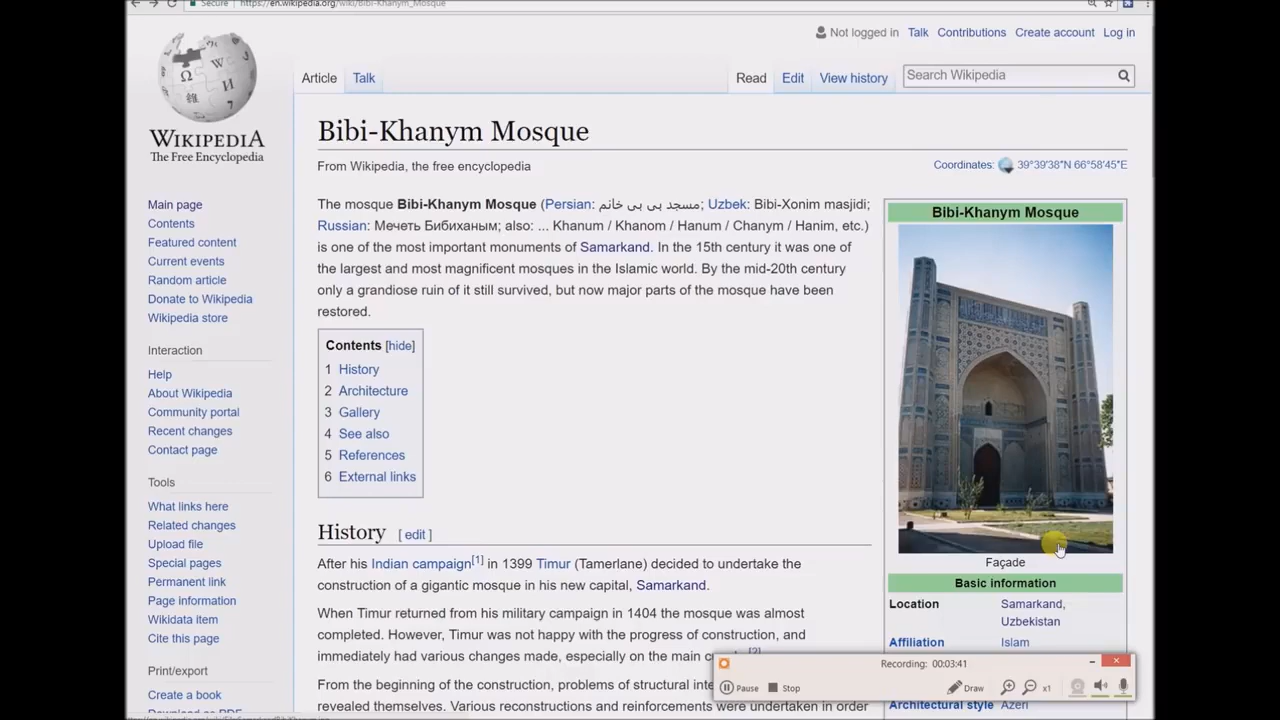 Secure https://en.wikipedia.org/wiki/Bibi-Khanym_Mosque
Not logged in Talk Contributions Create account Log in
Article Talk Read Edit View history Search Wikipedia
WIKIPEDIA
The Free Encyclopedia
Main page
Contents
Featured content
Current events
Random article
Donate to Wikipedia
Wikipedia store
Interaction
Help
About Wikipedia
Community portal
Recent changes
Contact page
Tools
What links here
Related changes
Upload file
Special pages
Permanent link
Page information
Wikidata item
Cite this page
Print/export
Create a book
Download as PDF
Bibi-Khanym Mosque
From Wikipedia, the free encyclopedia
Coordinates: 39°39′38″N 66°58′45″E
The mosque Bibi-Khanym Mosque (Persian: مسجد بی بی خانم; Uzbek: Bibi-Xonim masjidi;
Russian: Мечеть Бибиханым; also: ... Khanum / Khanom / Hanum / Chanym / Hanim, etc.)
is one of the most important monuments of Samarkand. In the 15th century it was one of
the largest and most magnificent mosques in the Islamic world. By the mid-20th century
only a grandiose ruin of it still survived, but now major parts of the mosque have been
restored.
Contents [hide]
1 History
2 Architecture
3 Gallery
4 See also
5 References
6 External links
History [ edit ]
After his Indian campaign[1] in 1399 Timur (Tamerlane) decided to undertake the
construction of a gigantic mosque in his new capital, Samarkand.
When Timur returned from his military campaign in 1404 the mosque was almost
completed. However, Timur was not happy with the progress of construction, and
immediately had various changes made, especially on the main [2]
From the beginning of the construction, problems of structural
revealed themselves. Various reconstructions and reinforcements were undertaken in order
Bibi-Khanym Mosque
Façade
Basic information
Location Samarkand,
Uzbekistan
Affiliation Islam
Architectural style Azeri
Recording: 00:03:41
Pause Stop Draw x1